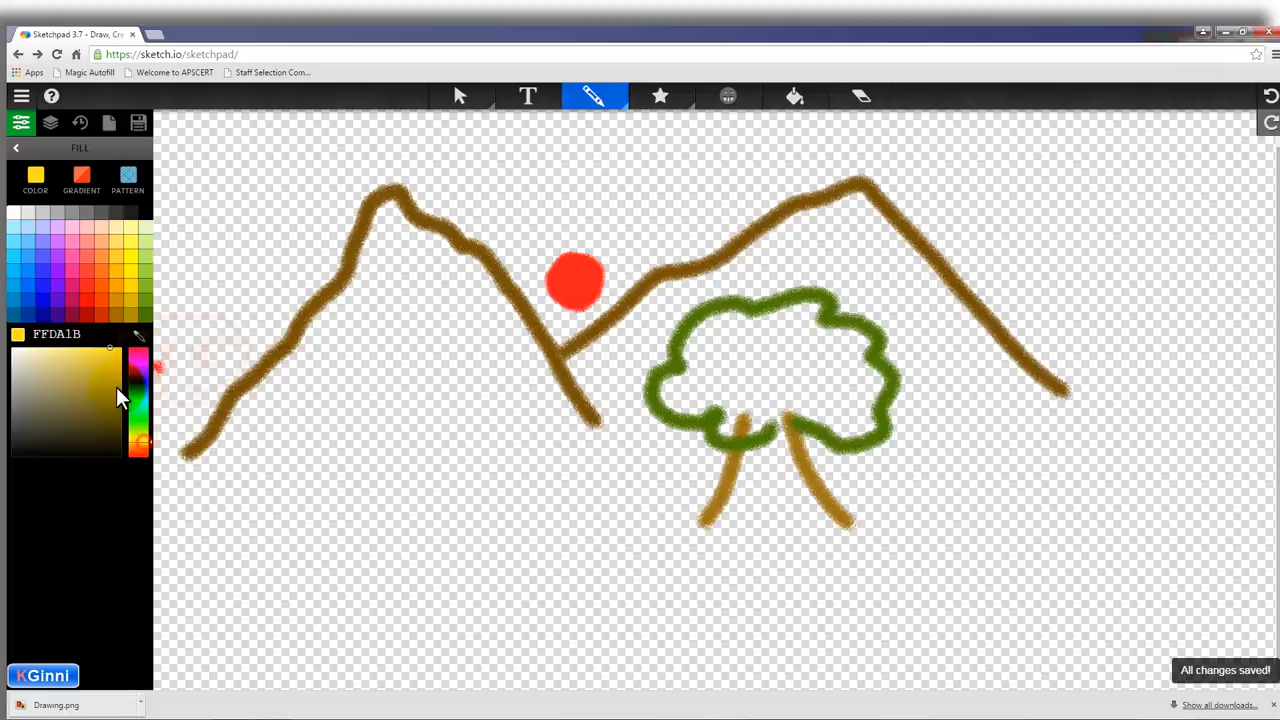 Sketchpad 3.7 - Draw, Cre
https://sketch.io/sketchpad/
Apps Magic Autofill Welcome to APSCERT Staff Selection Com...
T
FILL
COLOR GRADIENT PATTERN
FFDA1B
KGinni
All changes saved!
Drawing.png
Show all downloads...